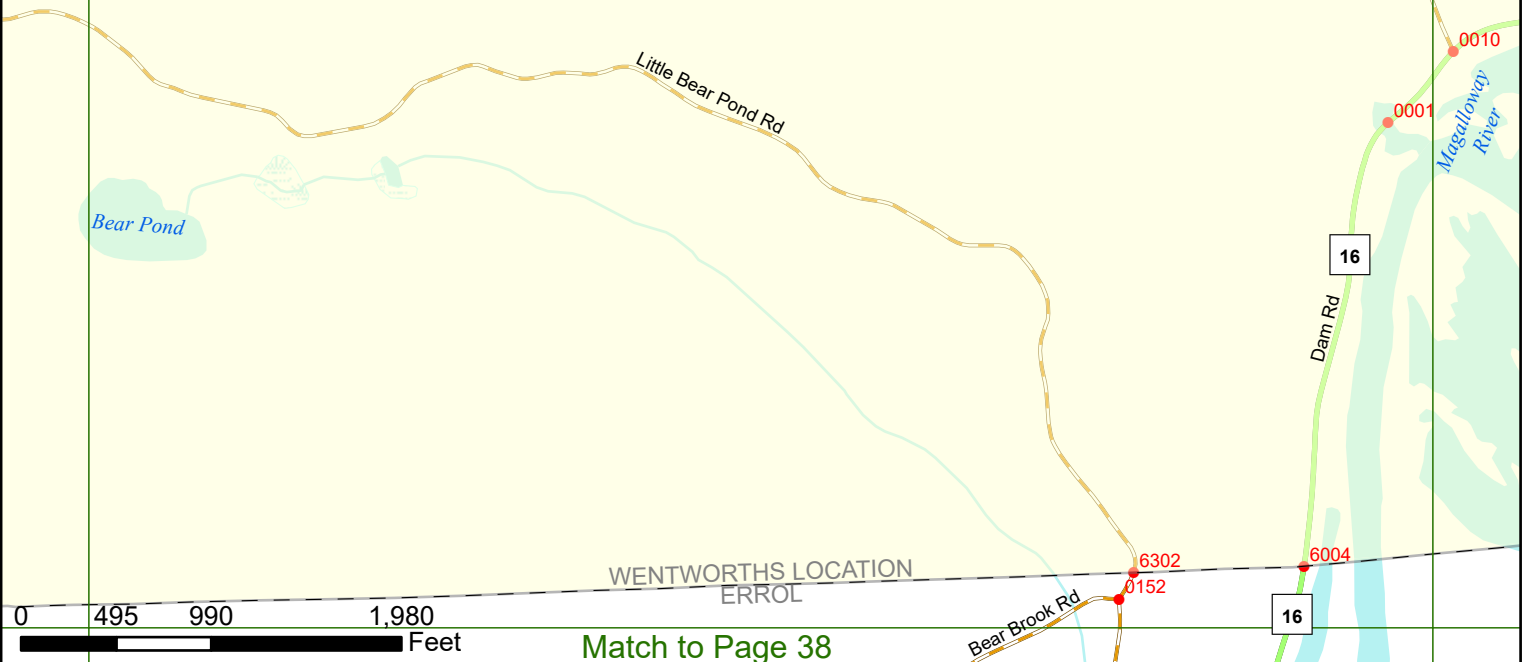 0010
Little Bear Pond Rd
0001
Magalloway
River
Bear Pond
16
Dam Rd
6004
6302
WENTWORTHS LOCATION
0152
ERROL
Bear Brook Rd
16
0 495 990 1,980
Feet
Match to Page 38